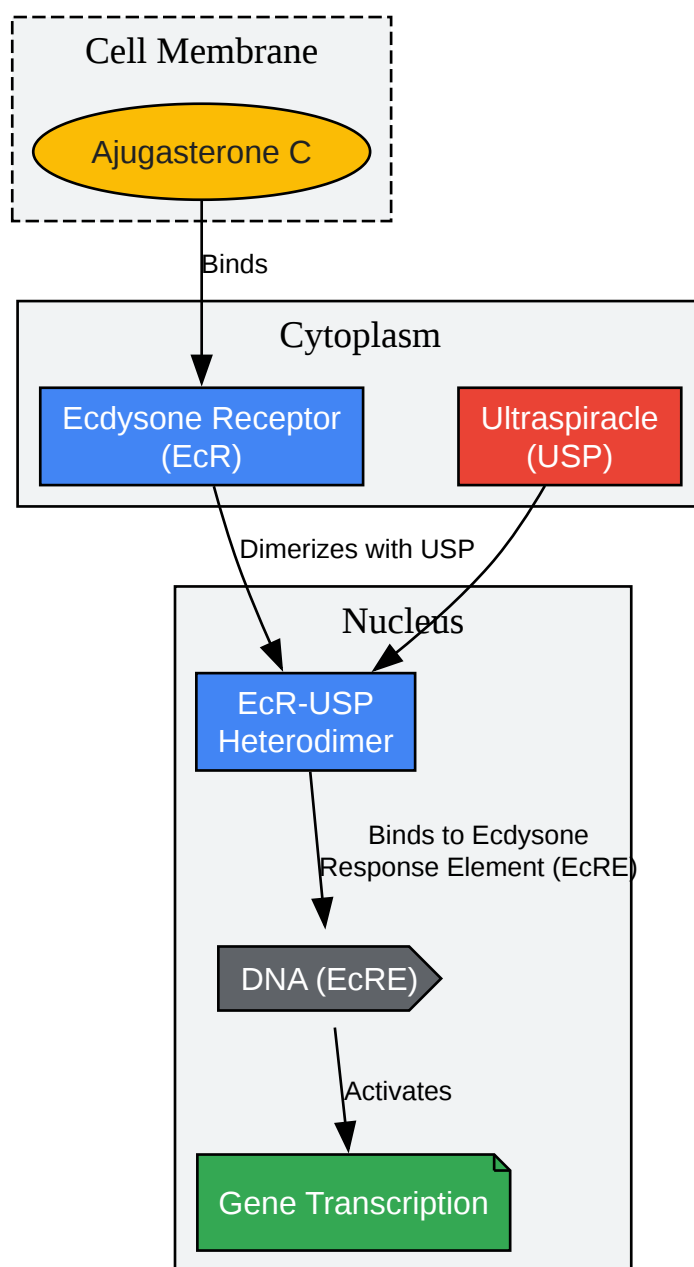 Cell Membrane
Ajugasterone C
Binds
Cytoplasm
Ecdysone Receptor
(EcR)
Ultraspiracle
(USP)
Dimerizes with USP
Nucleus
EcR-USP
Heterodimer
Binds to Ecdysone
Response Element (EcRE)
DNA (EcRE)
Activates
Gene Transcription